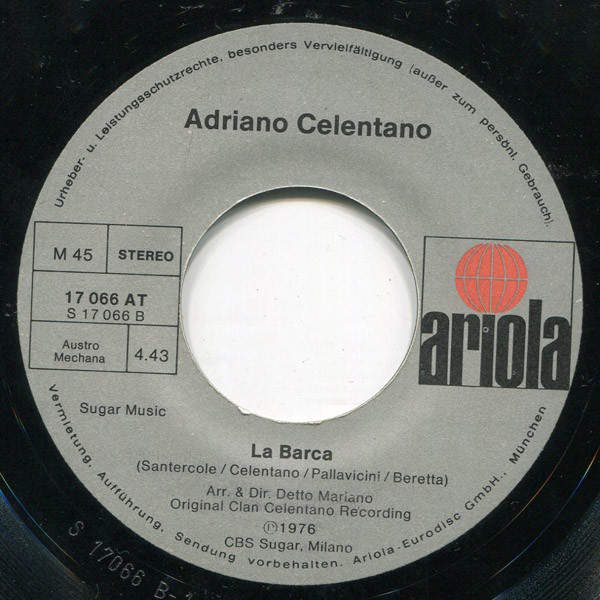 Urheber- u. Leistungsschutzrechte, besonders Vervielfältigung (außer zum persönl. Gebrauch).
Adriano Celentano
M 45
STEREO
17 066 AT
S 17 066 B
Austro
Mechana
4.43
ariola
Sugar Music
La Barca
(Santercole / Celentano / Pallavicini / Beretta)
Arr. & Dir. Detto Mariano
Original Clan Celentano Recording
Ⓟ1976
CBS Sugar, Milano
Vermietung. Aufführung, Sendung vorbehalten. Ariola-Eurodisc GmbH., München
S 17066 B-